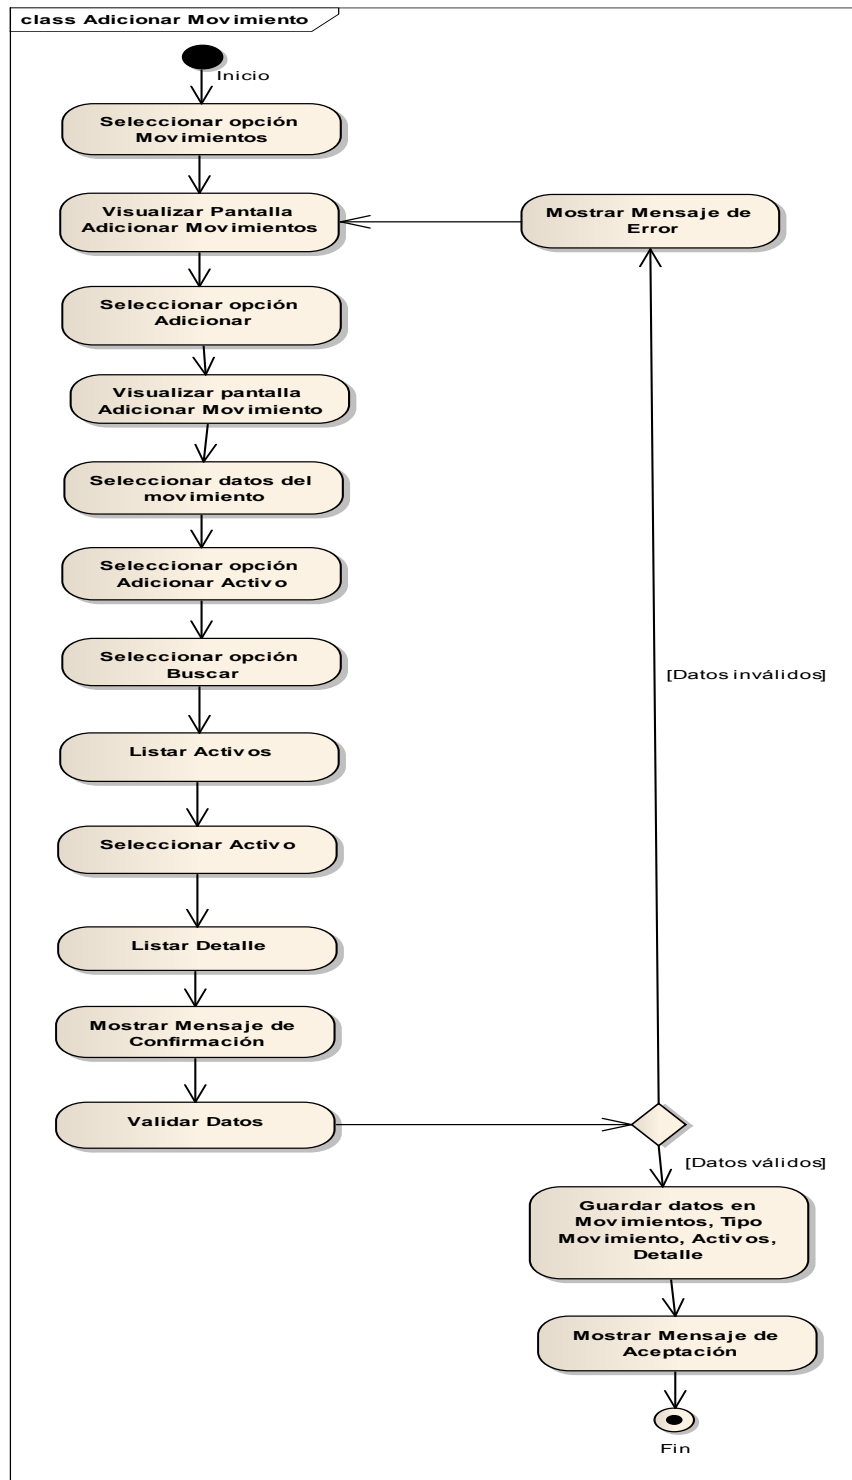 class Adicionar Movimiento
Inicio
Seleccionar opción
Movimientos
Visualizar Pantalla
Adicionar Movimientos
Mostrar Mensaje de
Error
Seleccionar opción
Adicionar
Visualizar pantalla
Adicionar Movimiento
Seleccionar datos del
movimiento
Seleccionar opción
Adicionar Activo
Seleccionar opción
Buscar
[Datos inválidos]
Listar Activos
Seleccionar Activo
Listar Detalle
Mostrar Mensaje de
Confirmación
Validar Datos
[Datos válidos]
Guardar datos en
Movimientos, Tipo
Movimiento, Activos,
Detalle
Mostrar Mensaje de
Aceptación
Fin